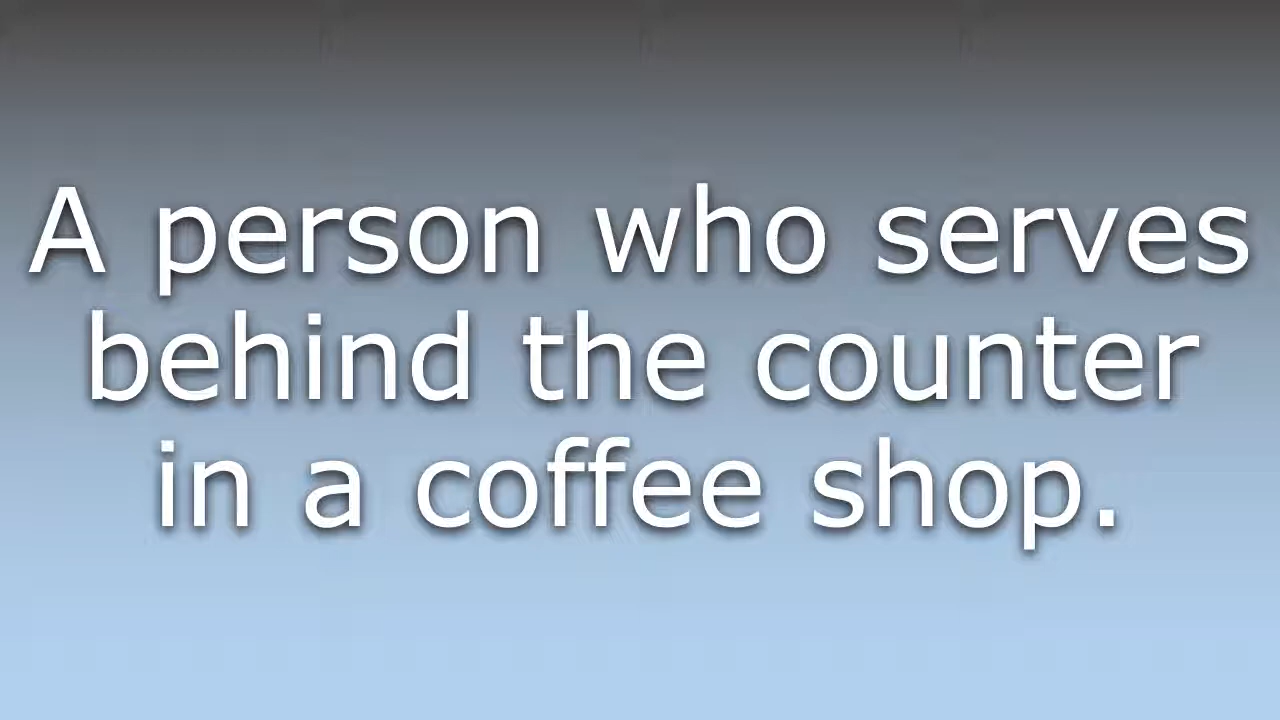 A person who serves
behind the counter
in a coffee shop.